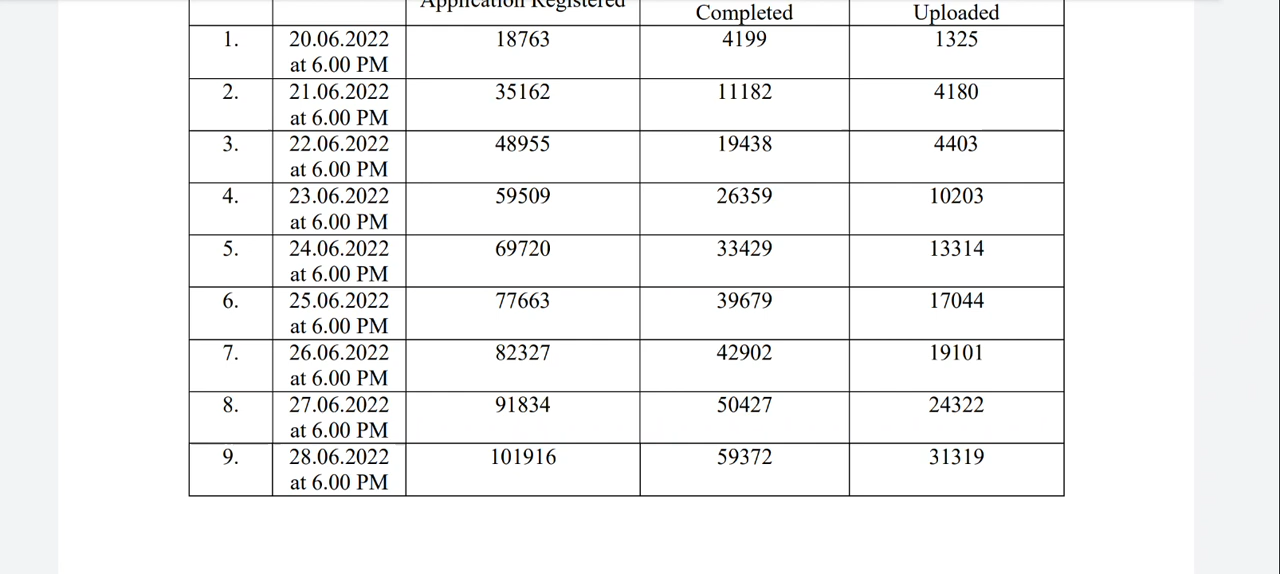 Application Registered
Completed Uploaded
1. 20.06.2022 18763 4199 1325
at 6.00 PM
2. 21.06.2022 35162 11182 4180
at 6.00 PM
3. 22.06.2022 48955 19438 4403
at 6.00 PM
4. 23.06.2022 59509 26359 10203
at 6.00 PM
5. 24.06.2022 69720 33429 13314
at 6.00 PM
6. 25.06.2022 77663 39679 17044
at 6.00 PM
7. 26.06.2022 82327 42902 19101
at 6.00 PM
8. 27.06.2022 91834 50427 24322
at 6.00 PM
9. 28.06.2022 101916 59372 31319
at 6.00 PM